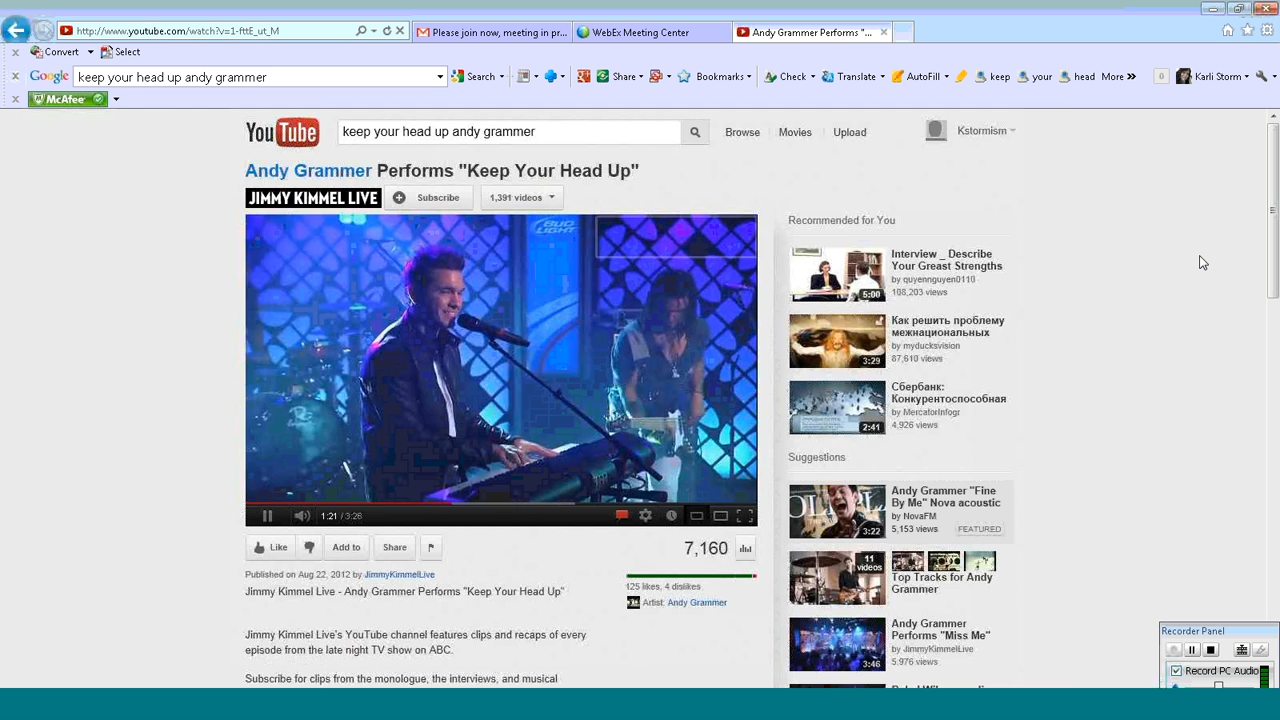 http://www.youtube.com/watch?v=1-fttE_ut_M
Please join now, meeting in pr...
WebEx Meeting Center
Andy Grammer Performs "...
Convert
Select
Google
keep your head up andy grammer
Search
Share
Bookmarks
Check
Translate
AutoFill
keep
your
head
More »
0
Karli Storm
McAfee
YouTube
keep your head up andy grammer
Browse
Movies
Upload
Kstormism
Andy Grammer Performs "Keep Your Head Up"
JIMMY KIMMEL LIVE
Subscribe
1,391 videos
BUD LIGHT
1:21 / 3:26
Like
Add to
Share
7,160
Published on Aug 22, 2012 by JimmyKimmelLive
Jimmy Kimmel Live - Andy Grammer Performs "Keep Your Head Up"
125 likes, 4 dislikes
Artist: Andy Grammer
Jimmy Kimmel Live's YouTube channel features clips and recaps of every
episode from the late night TV show on ABC.
Subscribe for clips from the monologue, the interviews, and musical
Recommended for You
5:00
Interview _ Describe
Your Greast Strengths
by quyennguyen0110
108,203 views
3:29
Как решить проблему
межнациональных
by myducksvision
87,610 views
2:41
Сбербанк:
Конкурентоспособная
by MercatorInfogr
4,926 views
Suggestions
3:22
Andy Grammer "Fine
By Me" Nova acoustic
by NovaFM
5,153 views
FEATURED
11
videos
Top Tracks for Andy
Grammer
3:46
Andy Grammer
Performs "Miss Me"
by JimmyKimmelLive
5,976 views
Recorder Panel
Record PC Audio